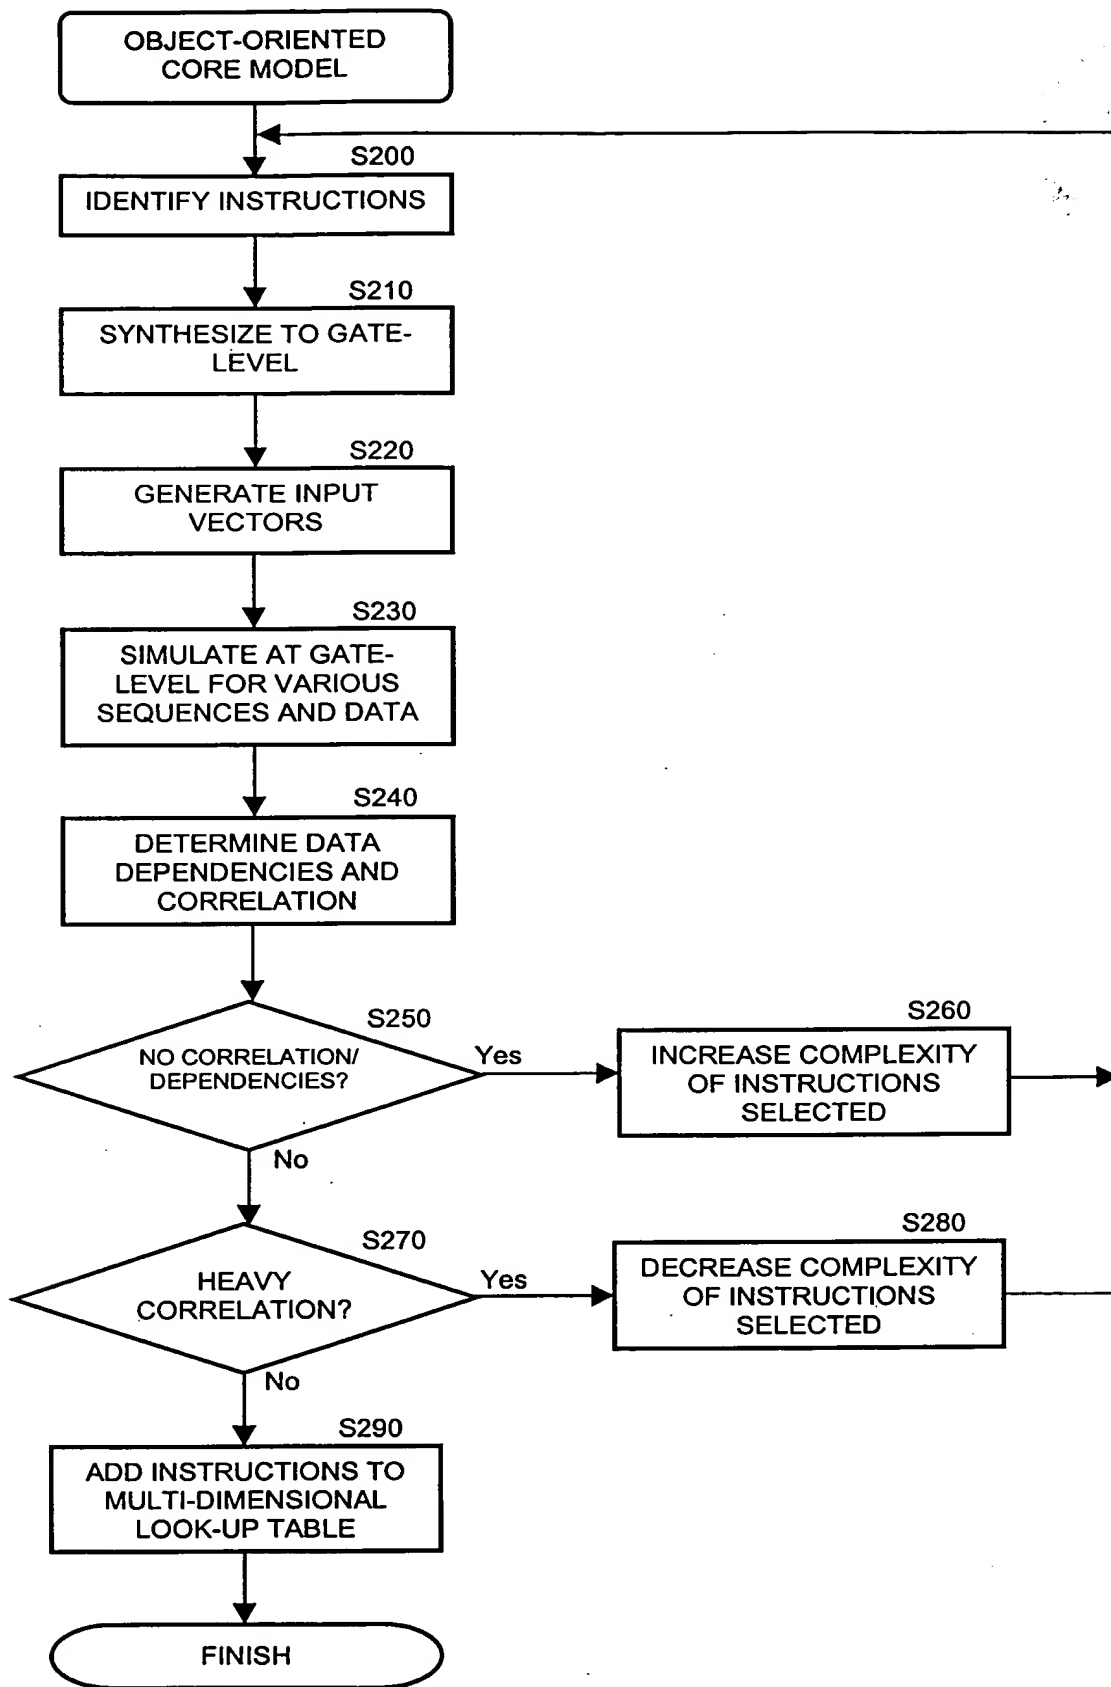 OBJECT-ORIENTED
CORE MODEL
S200
IDENTIFY INSTRUCTIONS
S210
SYNTHESIZE TO GATE-
LEVEL
S220
GENERATE INPUT
VECTORS
S230
SIMULATE AT GATE-
LEVEL FOR VARIOUS
SEQUENCES AND DATA
S240
DETERMINE DATA
DEPENDENCIES AND
CORRELATION
S250
NO CORRELATION/
DEPENDENCIES?
Yes
No
S260
INCREASE COMPLEXITY
OF INSTRUCTIONS
SELECTED
S270
HEAVY
CORRELATION?
Yes
No
S280
DECREASE COMPLEXITY
OF INSTRUCTIONS
SELECTED
S290
ADD INSTRUCTIONS TO
MULTI-DIMENSIONAL
LOOK-UP TABLE
FINISH